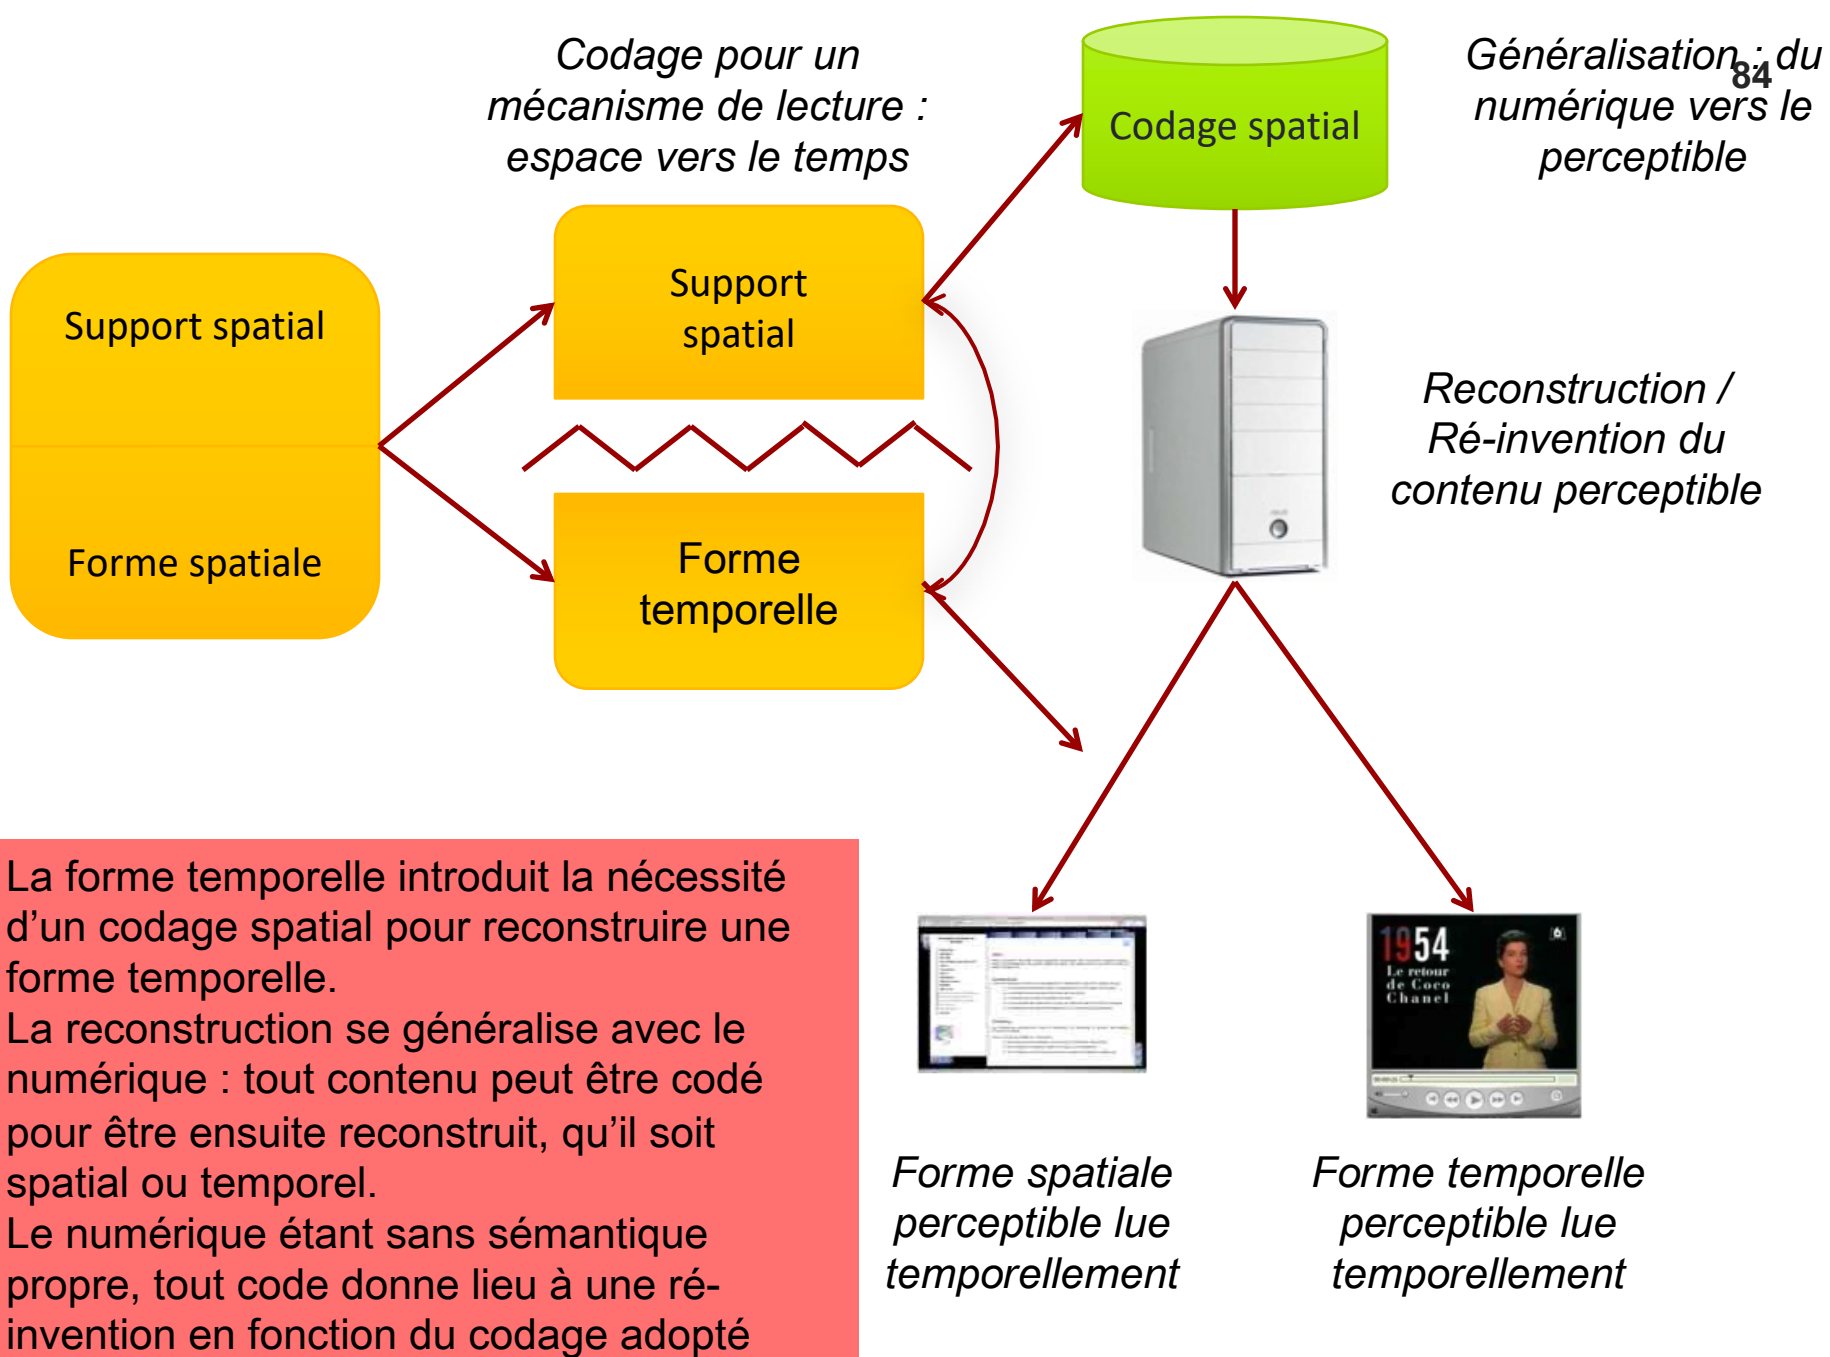 Codage pour un
mécanisme de lecture :
espace vers le temps
Codage spatial
Généralisation : du
numérique vers le
perceptible
84
Support spatial
Forme spatiale
Support
spatial
Forme
temporelle
Reconstruction /
Ré-invention du
contenu perceptible
La forme temporelle introduit la nécessité
d’un codage spatial pour reconstruire une
forme temporelle.
La reconstruction se généralise avec le
numérique : tout contenu peut être codé
pour être ensuite reconstruit, qu’il soit
spatial ou temporel.
Le numérique étant sans sémantique
propre, tout code donne lieu à une ré-
invention en fonction du codage adopté
1954
Le retour
de Coco
Chanel
6
Forme spatiale
perceptible lue
temporellement
Forme temporelle
perceptible lue
temporellement